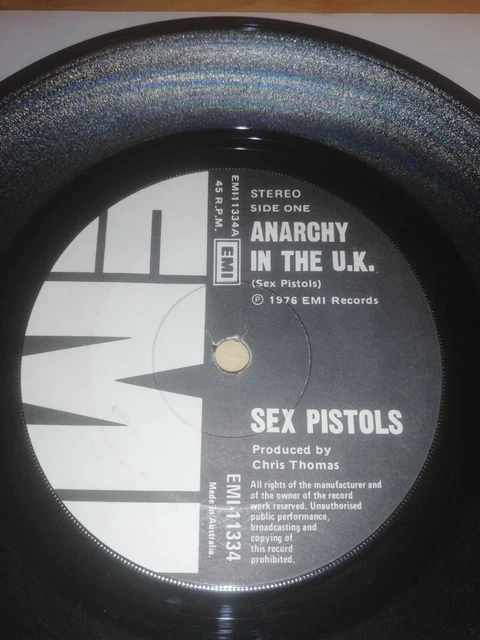 EMI
EMI-11334A
45 R.P.M.
EMI
STEREO
SIDE ONE
ANARCHY
IN THE U.K.
(Sex Pistols)
Ⓟ 1976 EMI Records
SEX PISTOLS
Produced by
Chris Thomas
EMI-11334
Made In Australia
All rights of the manufacturer and
of the owner of the record
work reserved. Unauthorised
public performance,
broadcasting and
copying of
this record
prohibited.